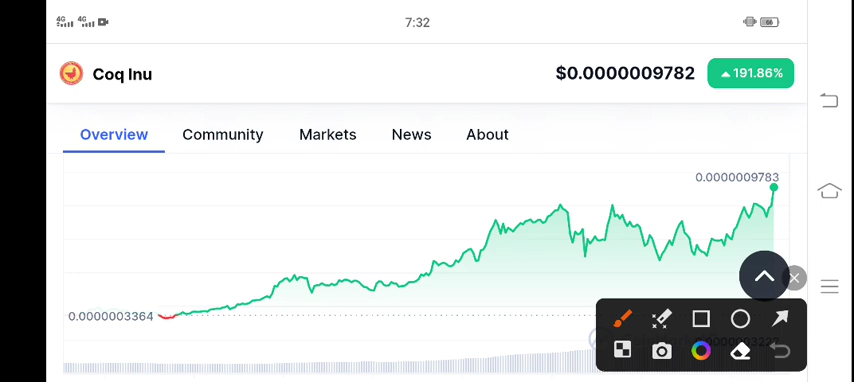 4G 4G 7:32 66
Coq Inu $0.0000009782 191.86%
Overview Community Markets News About
0.0000009783
0.0000003364